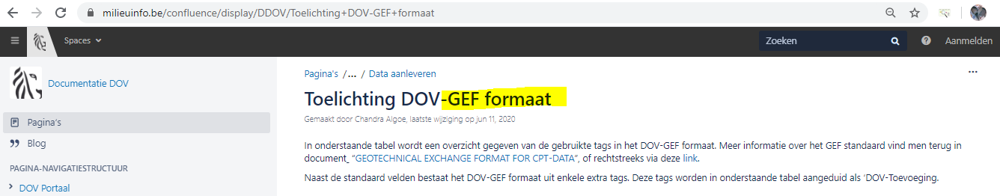 milieuinfo.be/confluence/display/DDOV/Toelichting+DOV-GEF+formaat
Spaces
Zoeken
Aanmelden
Documentatie DOV
Pagina's
Blog
PAGINA-NAVIGATIESTRUCTUUR
DOV Portaal
Pagina's /... / Data aanleveren
...
Toelichting DOV-GEF formaat
Gemaakt door Chandra Algoe, laatste wijziging op jun 11, 2020
In onderstaande tabel wordt een overzicht gegeven van de gebruikte tags in het DOV-GEF formaat. Meer informatie over het GEF standaard vind men terug in
document_ "GEOTECHNICAL EXCHANGE FORMAT FOR CPT-DATA", of rechtstreeks via deze link.
Naast de standaard velden bestaat het DOV-GEF formaat uit enkele extra tags. Deze tags worden in onderstaande tabel aangeduid als 'DOV-Toevoeging.